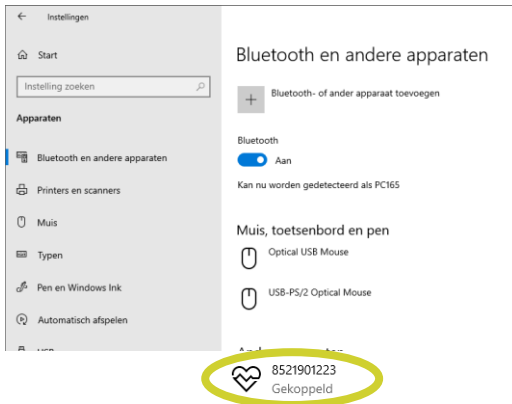 Instellingen
Start
Instelling zoeken
Apparaten
Bluetooth en andere apparaten
Printers en scanners
Muis
Typen
Pen en Windows Ink
Automatisch afspelen
USB
Bluetooth en andere apparaten
Bluetooth- of ander apparaat toevoegen
Bluetooth
Aan
Kan nu worden gedetecteerd als PC165
Muis, toetsenbord en pen
Optical USB Mouse
USB-PS/2 Optical Mouse
8521901223
Gekoppeld